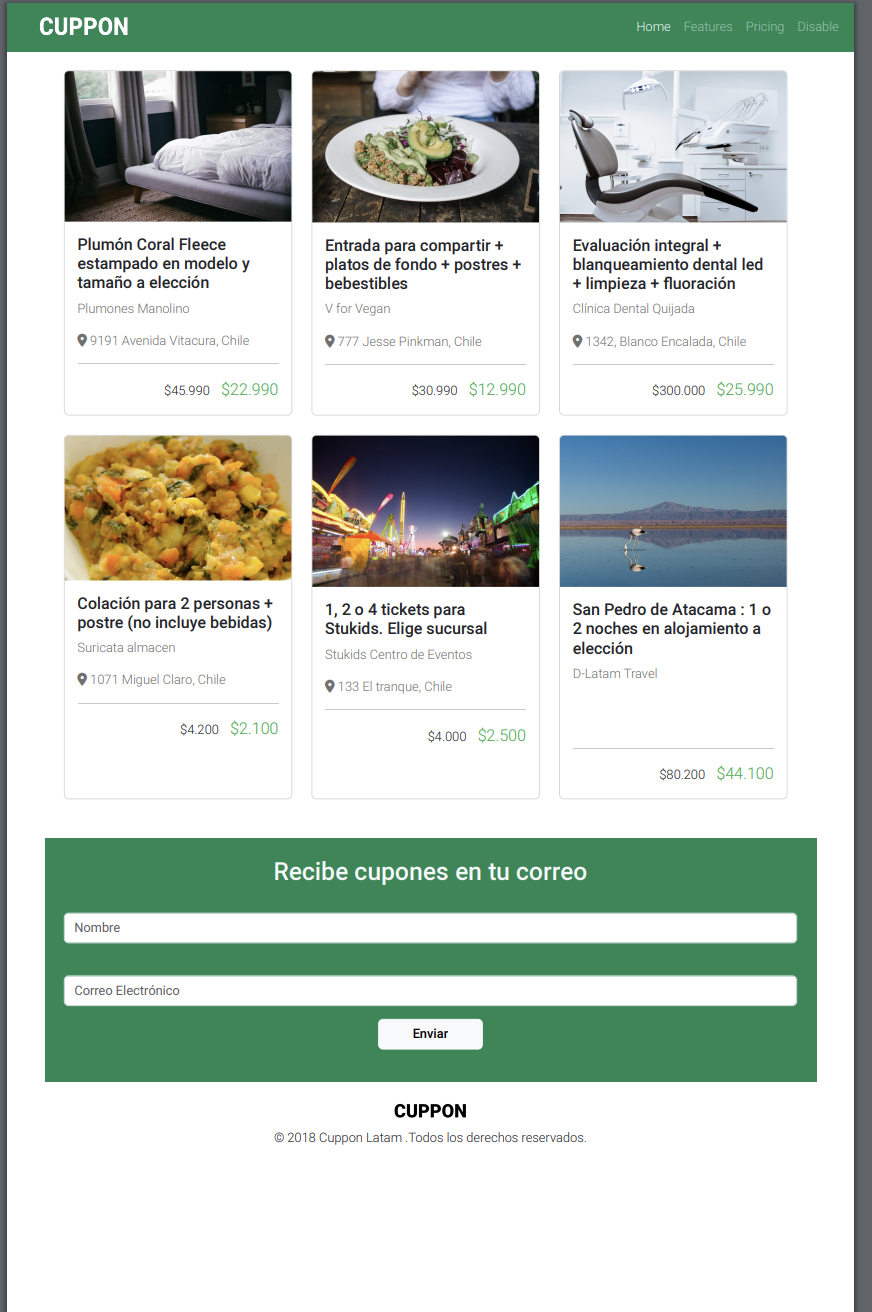 CUPPON
Home Features Pricing Disable
Plumón Coral Fleece
estampado en modelo y
tamaño a elección
Plumones Manolino
9191 Avenida Vitacura, Chile
$45.990 $22.990
Entrada para compartir +
platos de fondo + postres +
bebestibles
V for Vegan
777 Jesse Pinkman, Chile
$30.990 $12.990
Evaluación integral +
blanqueamiento dental led
+ limpieza + fluoración
Clínica Dental Quijada
1342, Blanco Encalada, Chile
$300.000 $25.990
Colación para 2 personas +
postre (no incluye bebidas)
Suricata almacen
1071 Miguel Claro, Chile
$4.200 $2.100
1, 2 o 4 tickets para
Stukids. Elige sucursal
Stukids Centro de Eventos
133 El tranque, Chile
$4.000 $2.500
San Pedro de Atacama : 1 o
2 noches en alojamiento a
elección
D-Latam Travel
$80.200 $44.100
Recibe cupones en tu correo
Nombre
Correo Electrónico
Enviar
CUPPON
© 2018 Cuppon Latam .Todos los derechos reservados.